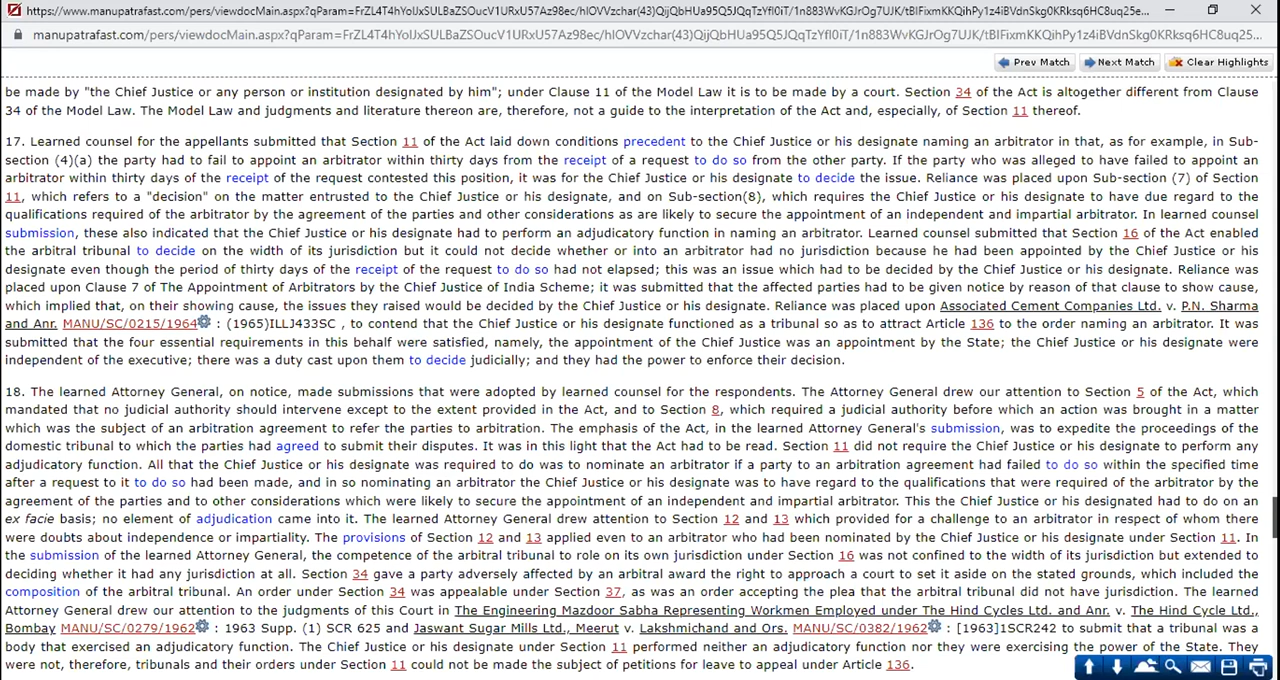 https://www.manupatrafast.com/pers/viewdocMain.aspx?qParam=FrZL4T4hYoIJxSULBaZSOucV1URxU57Az98ec/hIOVVzchar(43)QijQbHUa95Q5JQqTzYfl0iT/1n883WvKGJrOg7UJK/tBIFixmKKQihPy1z4iBVdnSkg0KRksq6HC8uq25e...
manupatrafast.com/pers/viewdocMain.aspx?qParam=FrZL4T4hYoIJxSULBaZSOucV1URxU57Az98ec/hIOVVzchar(43)QijQbHUa95Q5JQqTzYfl0iT/1n883WvKGJrOg7UJK/tBIFixmKKQihPy1z4iBVdnSkg0KRksq6HC8uq25...
Prev Match Next Match Clear Highlights
be made by "the Chief Justice or any person or institution designated by him"; under Clause 11 of the Model Law it is to be made by a court. Section 34 of the Act is altogether different from Clause
34 of the Model Law. The Model Law and judgments and literature thereon are, therefore, not a guide to the interpretation of the Act and, especially, of Section 11 thereof.
17. Learned counsel for the appellants submitted that Section 11 of the Act laid down conditions precedent to the Chief Justice or his designate naming an arbitrator in that, as for example, in Sub-
section (4)(a) the party had to fail to appoint an arbitrator within thirty days from the receipt of a request to do so from the other party. If the party who was alleged to have failed to appoint an
arbitrator within thirty days of the receipt of the request contested this position, it was for the Chief Justice or his designate to decide the issue. Reliance was placed upon Sub-section (7) of Section
11, which refers to a "decision" on the matter entrusted to the Chief Justice or his designate, and on Sub-section(8), which requires the Chief Justice or his designate to have due regard to the
qualifications required of the arbitrator by the agreement of the parties and other considerations as are likely to secure the appointment of an independent and impartial arbitrator. In learned counsel
submission, these also indicated that the Chief Justice or his designate had to perform an adjudicatory function in naming an arbitrator. Learned counsel submitted that Section 16 of the Act enabled
the arbitral tribunal to decide on the width of its jurisdiction but it could not decide whether or into an arbitrator had no jurisdiction because he had been appointed by the Chief Justice or his
designate even though the period of thirty days of the receipt of the request to do so had not elapsed; this was an issue which had to be decided by the Chief Justice or his designate. Reliance was
placed upon Clause 7 of The Appointment of Arbitrators by the Chief Justice of India Scheme; it was submitted that the affected parties had to be given notice by reason of that clause to show cause,
which implied that, on their showing cause, the issues they raised would be decided by the Chief Justice or his designate. Reliance was placed upon Associated Cement Companies Ltd. v. P.N. Sharma
and Anr. MANU/SC/0215/1964 : (1965)ILLJ433SC , to contend that the Chief Justice or his designate functioned as a tribunal so as to attract Article 136 to the order naming an arbitrator. It was
submitted that the four essential requirements in this behalf were satisfied, namely, the appointment of the Chief Justice was an appointment by the State; the Chief Justice or his designate were
independent of the executive; there was a duty cast upon them to decide judicially; and they had the power to enforce their decision.
18. The learned Attorney General, on notice, made submissions that were adopted by learned counsel for the respondents. The Attorney General drew our attention to Section 5 of the Act, which
mandated that no judicial authority should intervene except to the extent provided in the Act, and to Section 8, which required a judicial authority before which an action was brought in a matter
which was the subject of an arbitration agreement to refer the parties to arbitration. The emphasis of the Act, in the learned Attorney General's submission, was to expedite the proceedings of the
domestic tribunal to which the parties had agreed to submit their disputes. It was in this light that the Act had to be read. Section 11 did not require the Chief Justice or his designate to perform any
adjudicatory function. All that the Chief Justice or his designate was required to do was to nominate an arbitrator if a party to an arbitration agreement had failed to do so within the specified time
after a request to it to do so had been made, and in so nominating an arbitrator the Chief Justice or his designate was to have regard to the qualifications that were required of the arbitrator by the
agreement of the parties and to other considerations which were likely to secure the appointment of an independent and impartial arbitrator. This the Chief Justice or his designated had to do on an
ex facie basis; no element of adjudication came into it. The learned Attorney General drew attention to Section 12 and 13 which provided for a challenge to an arbitrator in respect of whom there
were doubts about independence or impartiality. The provisions of Section 12 and 13 applied even to an arbitrator who had been nominated by the Chief Justice or his designate under Section 11. In
the submission of the learned Attorney General, the competence of the arbitral tribunal to role on its own jurisdiction under Section 16 was not confined to the width of its jurisdiction but extended to
deciding whether it had any jurisdiction at all. Section 34 gave a party adversely affected by an arbitral award the right to approach a court to set it aside on the stated grounds, which included the
composition of the arbitral tribunal. An order under Section 34 was appealable under Section 37, as was an order accepting the plea that the arbitral tribunal did not have jurisdiction. The learned
Attorney General drew our attention to the judgments of this Court in The Engineering Mazdoor Sabha Representing Workmen Employed under The Hind Cycles Ltd. and Anr. v. The Hind Cycle Ltd.,
Bombay MANU/SC/0279/1962 : 1963 Supp. (1) SCR 625 and Jaswant Sugar Mills Ltd., Meerut v. Lakshmichand and Ors. MANU/SC/0382/1962 : [1963]1SCR242 to submit that a tribunal was a
body that exercised an adjudicatory function. The Chief Justice or his designate under Section 11 performed neither an adjudicatory function nor they were exercising the power of the State. They
were not, therefore, tribunals and their orders under Section 11 could not be made the subject of petitions for leave to appeal under Article 136.